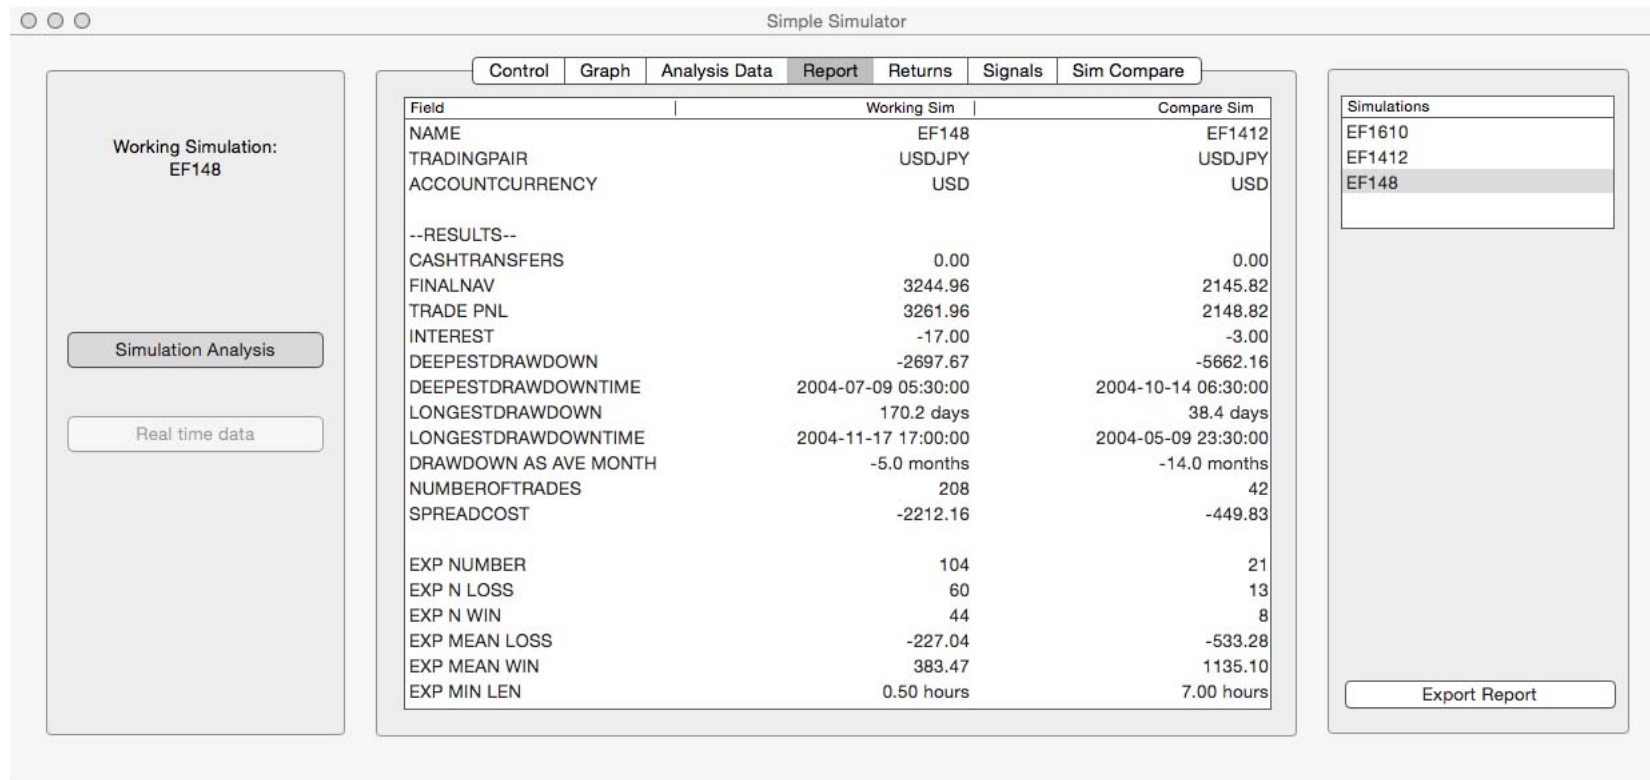 Simple Simulator
Working Simulation:
EF148
Simulation Analysis
Real time data
Control Graph Analysis Data Report Returns Signals Sim Compare
Field Working Sim Compare Sim
NAME EF148 EF1412
TRADINGPAIR USDJPY USDJPY
ACCOUNTCURRENCY USD USD
--RESULTS--
CASHTRANSFERS 0.00 0.00
FINALNAV 3244.96 2145.82
TRADE PNL 3261.96 2148.82
INTEREST -17.00 -3.00
DEEPESTDRAWDOWN -2697.67 -5662.16
DEEPESTDRAWDOWNTIME 2004-07-09 05:30:00 2004-10-14 06:30:00
LONGESTDRAWDOWN 170.2 days 38.4 days
LONGESTDRAWDOWNTIME 2004-11-17 17:00:00 2004-05-09 23:30:00
DRAWDOWN AS AVE MONTH -5.0 months -14.0 months
NUMBEROFTRADES 208 42
SPREADCOST -2212.16 -449.83
EXP NUMBER 104 21
EXP N LOSS 60 13
EXP N WIN 44 8
EXP MEAN LOSS -227.04 -533.28
EXP MEAN WIN 383.47 1135.10
EXP MIN LEN 0.50 hours 7.00 hours
Simulations
EF1610
EF1412
EF148
Export Report